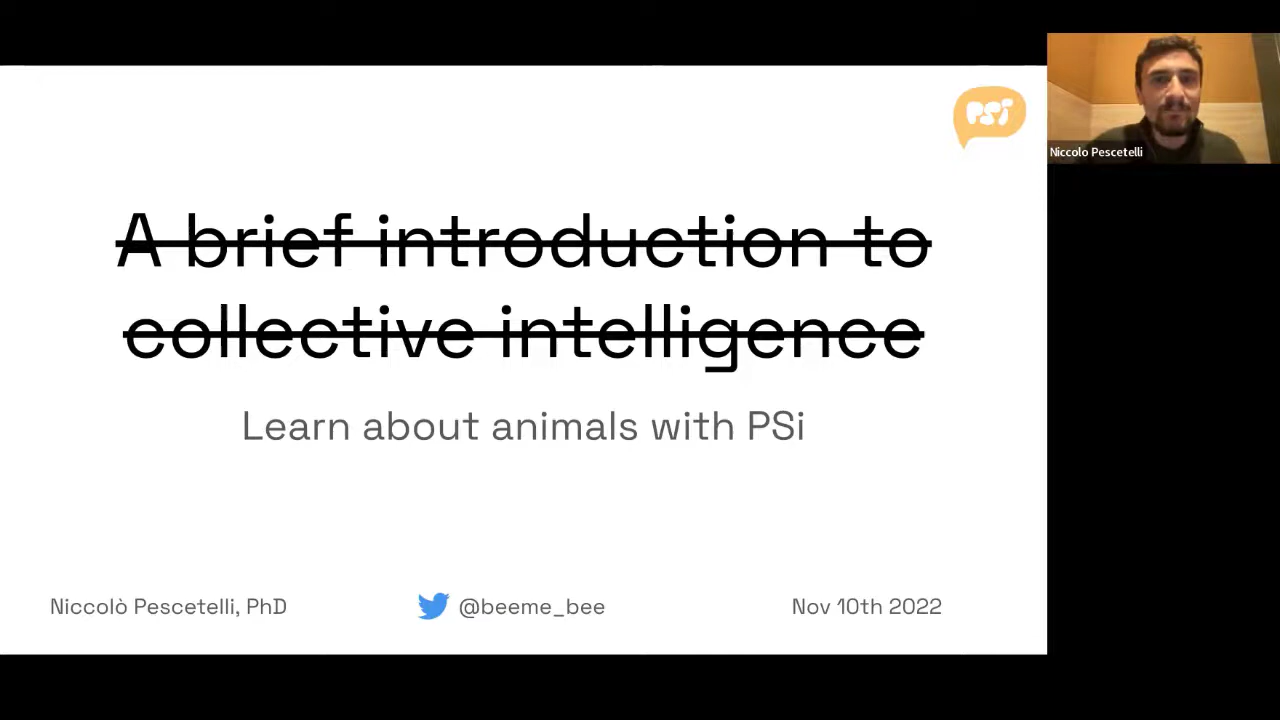 PSi
A brief introduction to
collective intelligence
Learn about animals with PSi
Niccolò Pescetelli, PhD
@beeme_bee
Nov 10th 2022
Niccolo Pescetelli